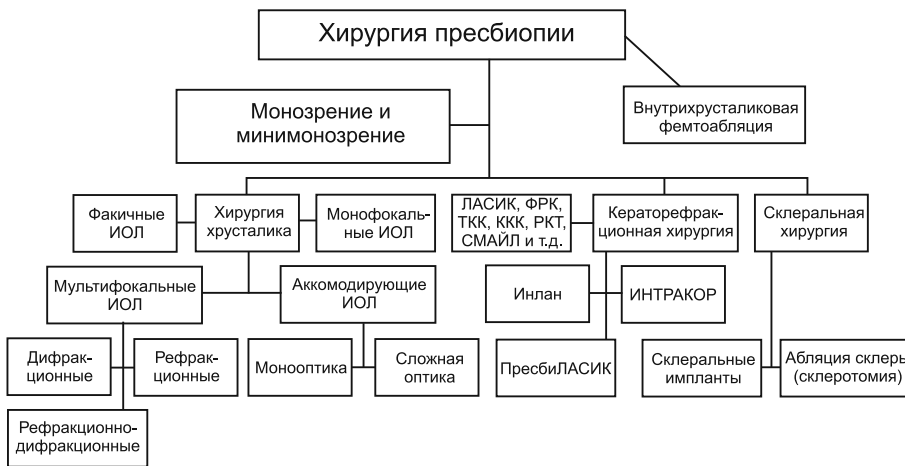 Хирургия пресбиопии
Монозрение и
минимонозрение
Внутрихрусталиковая
фемтоабляция
Факичные
ИОЛ
Хирургия
хрусталика
Монофокаль-
ные ИОЛ
ЛАСИК, ФРК,
ТКК, ККК, РКТ,
СМАЙЛ и т.д.
Кераторефрак-
ционная хирургия
Склеральная
хирургия
Мультифокальные
ИОЛ
Аккомодирующие
ИОЛ
Инлан
ИНТРАКОР
Дифрак-
ционные
Рефрак-
ционные
Монооптика
Сложная
оптика
ПресбиЛАСИК
Склеральные
импланты
Абляция склеры
(склеротомия)
Рефракционно-
дифракционные